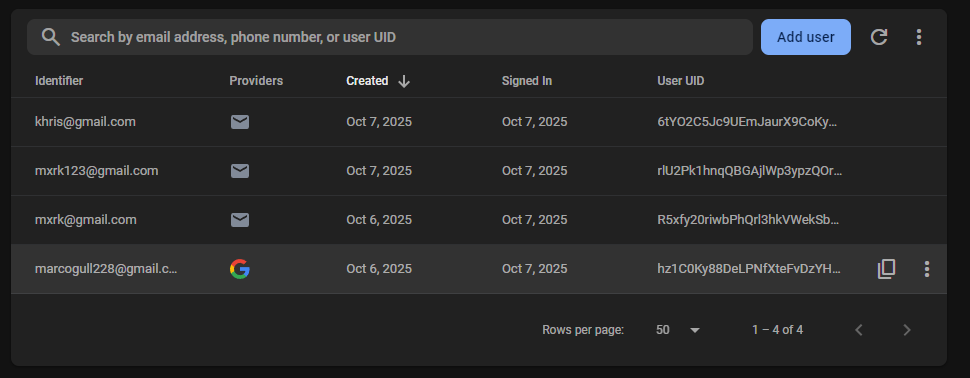 Search by email address, phone number, or user UID Add user
Identifier Providers Created Signed In User UID
khris@gmail.com Oct 7, 2025 Oct 7, 2025 6tYO2C5Jc9UEmJaurX9CoKy...
mxrk123@gmail.com Oct 7, 2025 Oct 7, 2025 rlU2Pk1hnqQBGAjlWp3ypzQOr...
mxrk@gmail.com Oct 6, 2025 Oct 7, 2025 R5xfy20riwbPhQrl3hkVWekSb...
marcogull228@gmail.c... Oct 6, 2025 Oct 7, 2025 hz1C0Ky88DeLPNfXteFvDzYH...
Rows per page: 50 1 – 4 of 4